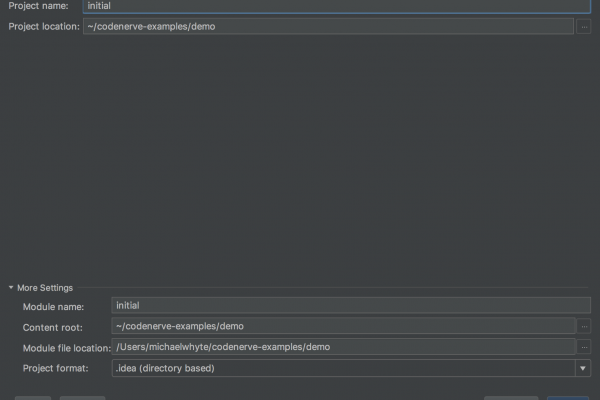 Project name: initial
Project location: ~/codenerve-examples/demo ...
More Settings
Module name: initial
Content root: ~/codenerve-examples/demo ...
Module file location: /Users/michaelwhyte/codenerve-examples/demo ...
Project format: .idea (directory based)